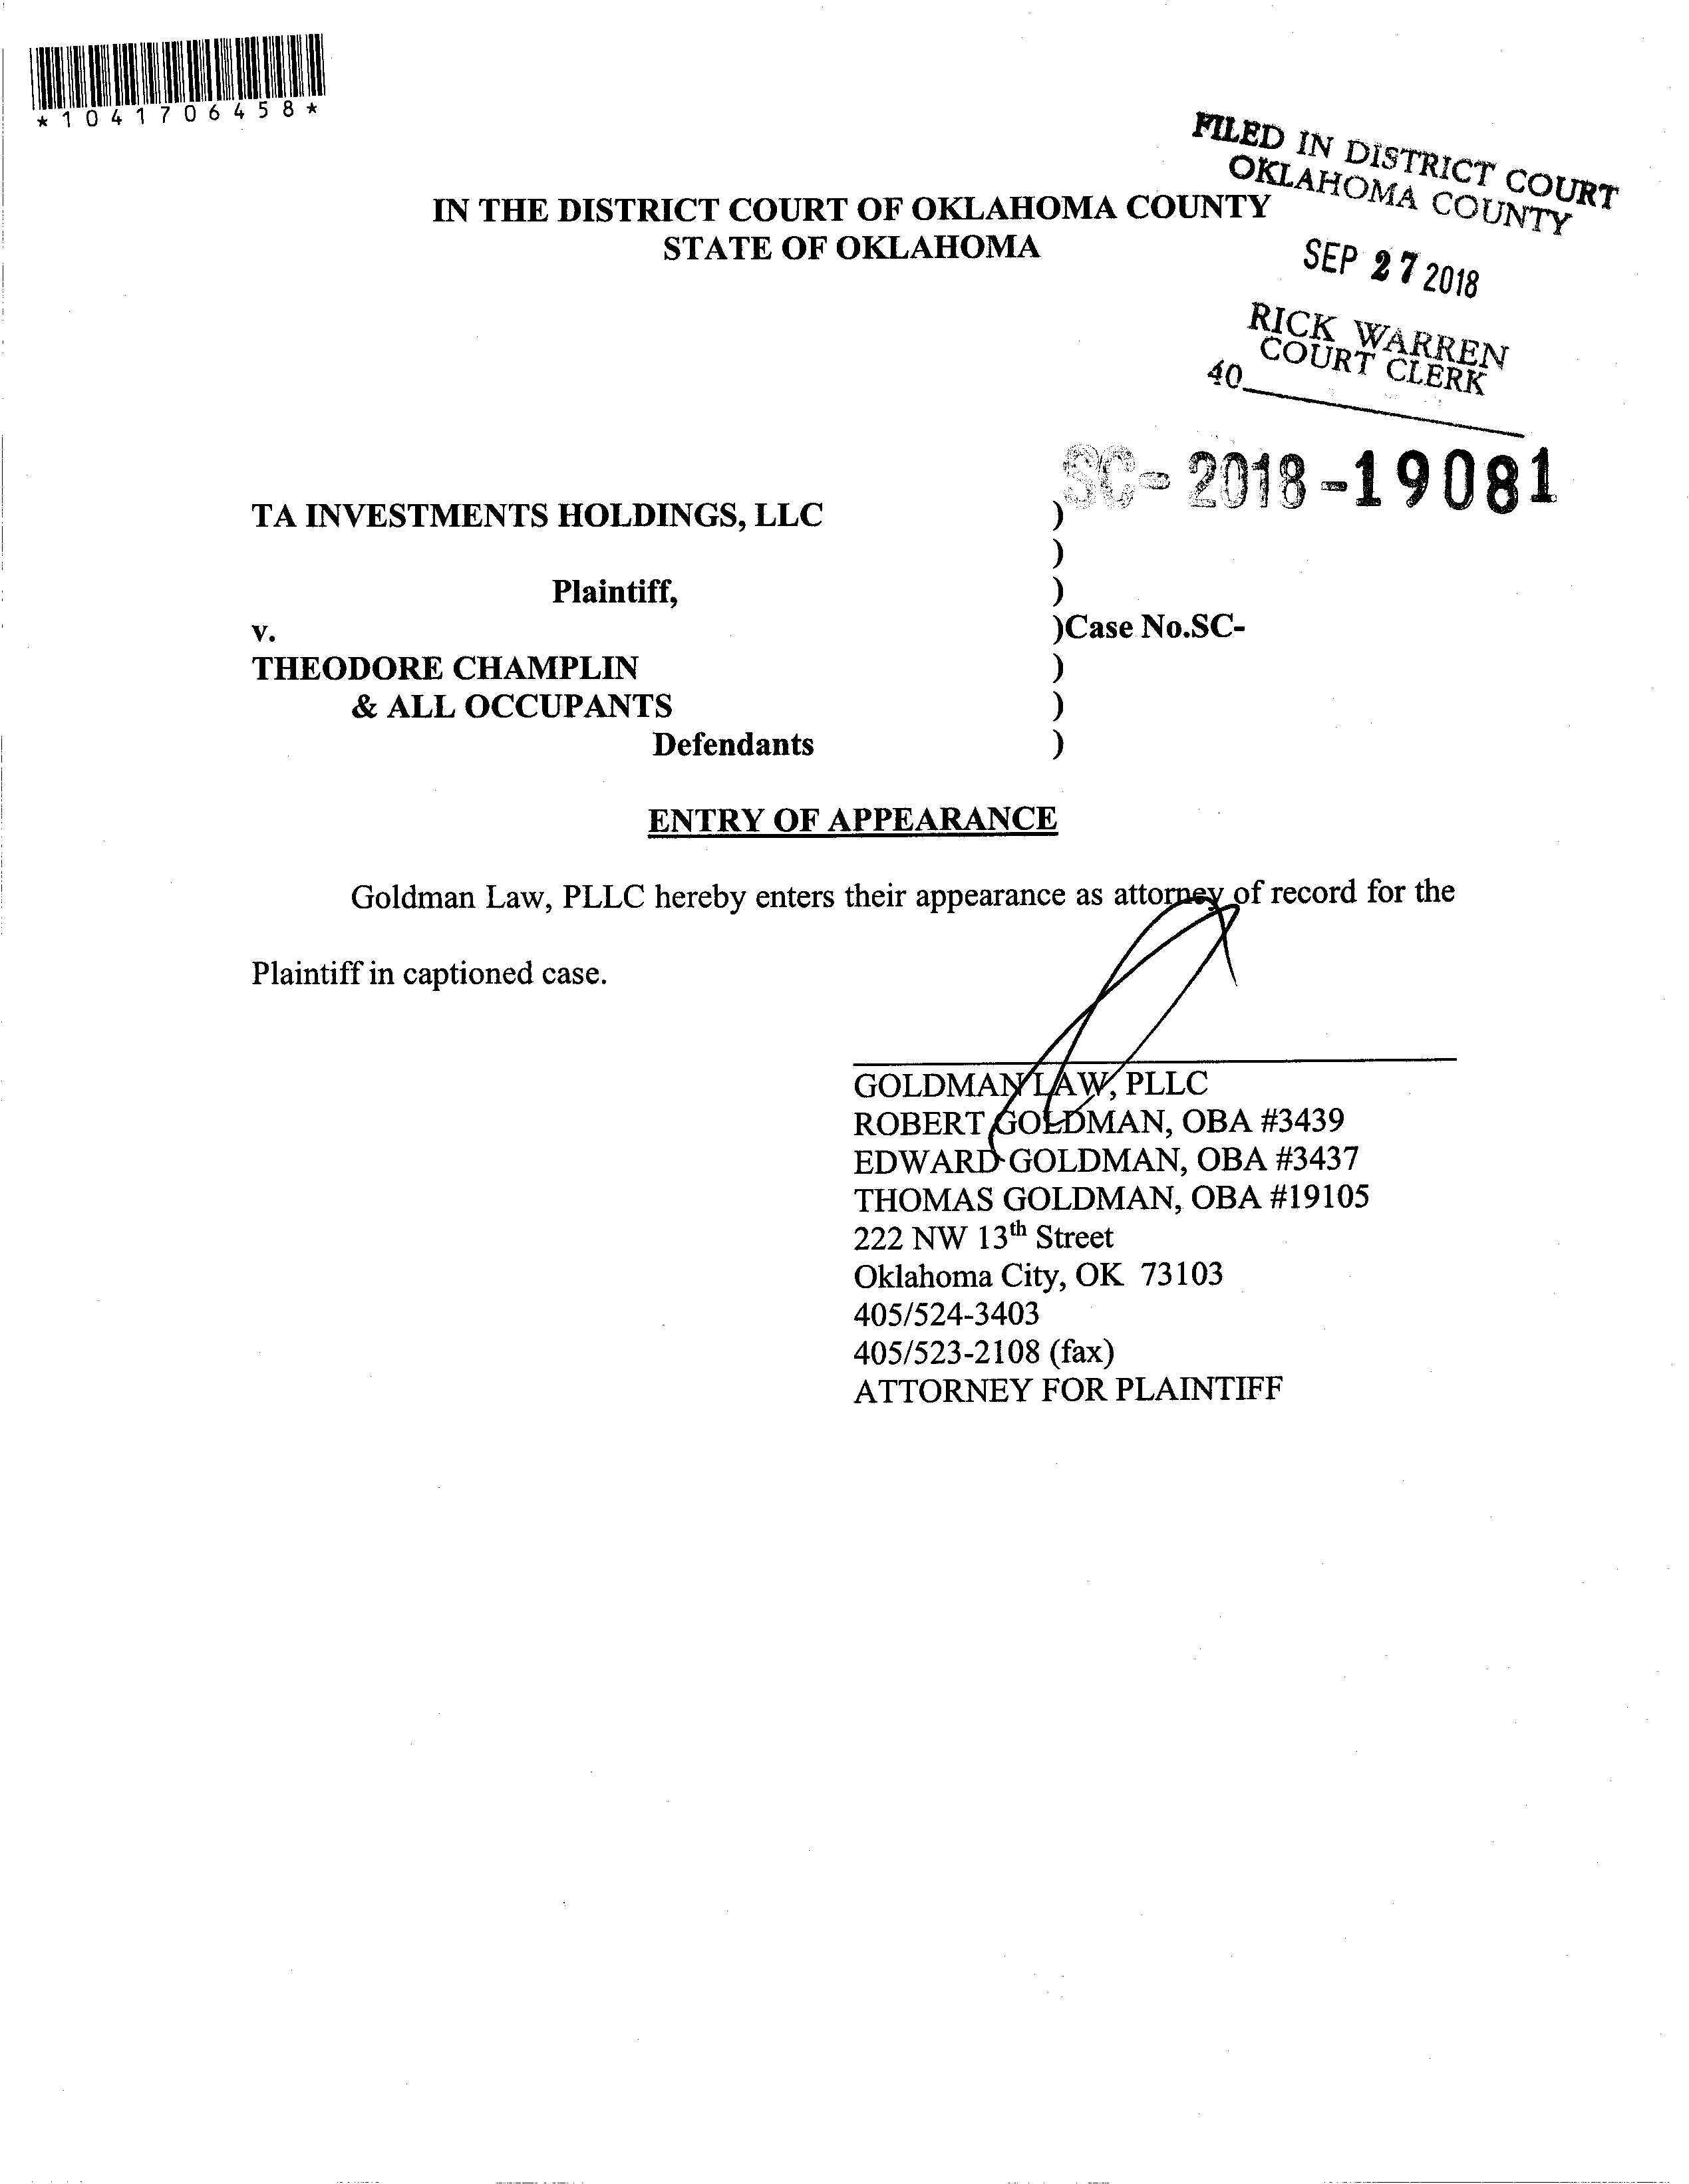 *1041706458*
FILED IN DISTRICT COURT
OKLAHOMA COUNTY
IN THE DISTRICT COURT OF OKLAHOMA COUNTY
STATE OF OKLAHOMA
SEP 27 2018
RICK WARREN
COURT CLERK
40
SC-2018-19081
TA INVESTMENTS HOLDINGS, LLC )
)
Plaintiff, )
v. )Case No.SC-
THEODORE CHAMPLIN )
& ALL OCCUPANTS )
Defendants )
ENTRY OF APPEARANCE
Goldman Law, PLLC hereby enters their appearance as attorney of record for the
Plaintiff in captioned case.
GOLDMAN LAW, PLLC
ROBERT GOLDMAN, OBA #3439
EDWARD GOLDMAN, OBA #3437
THOMAS GOLDMAN, OBA #19105
222 NW 13th Street
Oklahoma City, OK 73103
405/524-3403
405/523-2108 (fax)
ATTORNEY FOR PLAINTIFF